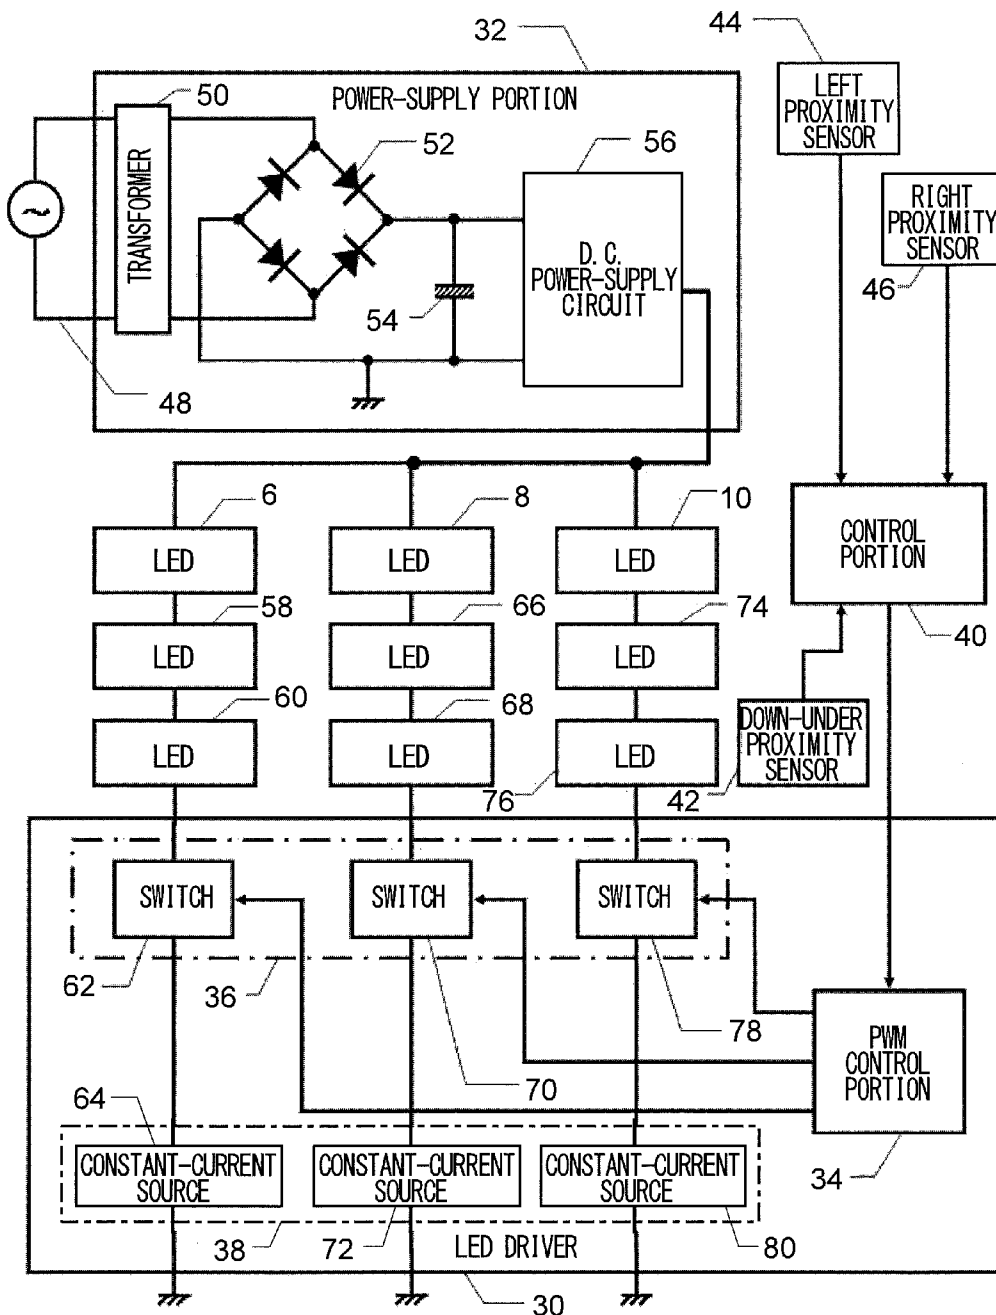 32
44
50
POWER-SUPPLY PORTION
LEFT
PROXIMITY
SENSOR
52
56
TRANSFORMER
RIGHT
PROXIMITY
SENSOR
D.C.
POWER-SUPPLY
CIRCUIT
46
54
48
6
8
10
LED
LED
LED
CONTROL
PORTION
58
66
74
40
LED
LED
LED
60
68
DOWN-UNDER
PROXIMITY
SENSOR
LED
LED
LED
76
42
SWITCH
SWITCH
SWITCH
62
36
78
PWM
CONTROL
PORTION
70
64
CONSTANT-CURRENT
SOURCE
CONSTANT-CURRENT
SOURCE
CONSTANT-CURRENT
SOURCE
34
38
72
LED DRIVER
80
30